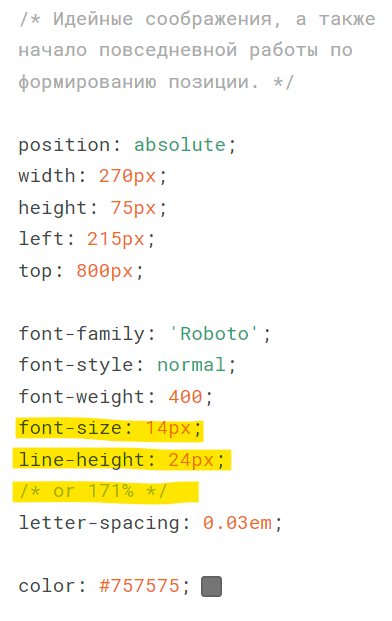 /* Идейные соображения, а также
начало повседневной работы по
формированию позиции. */
position: absolute;
width: 270px;
height: 75px;
left: 215px;
top: 800px;
font-family: 'Roboto';
font-style: normal;
font-weight: 400;
font-size: 14px;
line-height: 24px;
/* or 171% */
letter-spacing: 0.03em;
color: #757575;